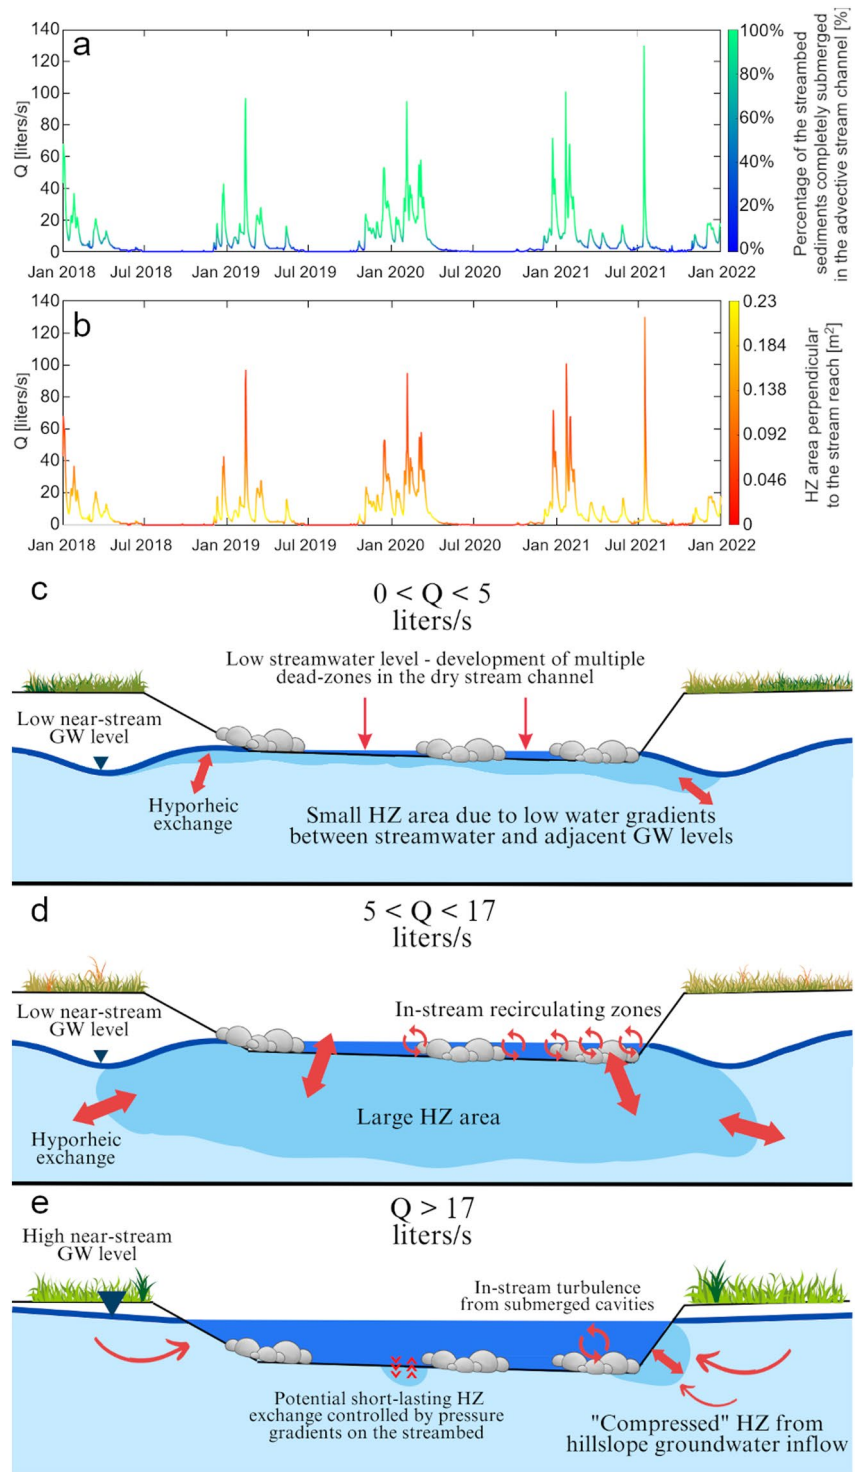 a
140
120
100
80
60
40
20
0
Q [liters/s]
Jan 2018 Jul 2018 Jan 2019 Jul 2019 Jan 2020 Jul 2020 Jan 2021 Jul 2021 Jan 2022
100%
80%
60%
40%
20%
0%
Percentage of the streambed
sediments completely submerged
in the advective stream channel [%]
b
140
120
100
80
60
40
20
0
Q [liters/s]
Jan 2018 Jul 2018 Jan 2019 Jul 2019 Jan 2020 Jul 2020 Jan 2021 Jul 2021 Jan 2022
0.23
0.184
0.138
0.092
0.046
0
HZ area perpendicular
to the stream reach [m²]
c
0 < Q < 5
liters/s
Low streamwater level - development of multiple
dead-zones in the dry stream channel
Low near-stream
GW level
Hyporheic
exchange
Small HZ area due to low water gradients
between streamwater and adjacent GW levels
d
5 < Q < 17
liters/s
Low near-stream
GW level
In-stream recirculating zones
Large HZ area
Hyporheic
exchange
e
Q > 17
liters/s
High near-stream
GW level
In-stream turbulence
from submerged cavities
Potential short-lasting HZ
exchange controlled by pressure
gradients on the streambed
"Compressed" HZ from
hillslope groundwater inflow